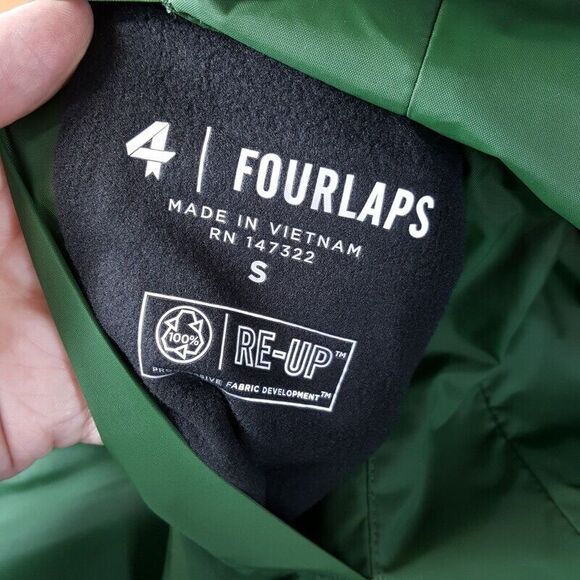 4 | FOURLAPS
MADE IN VIETNAM
RN 147322
S
100% | RE-UP™
FABRIC DEVELOPMENT™